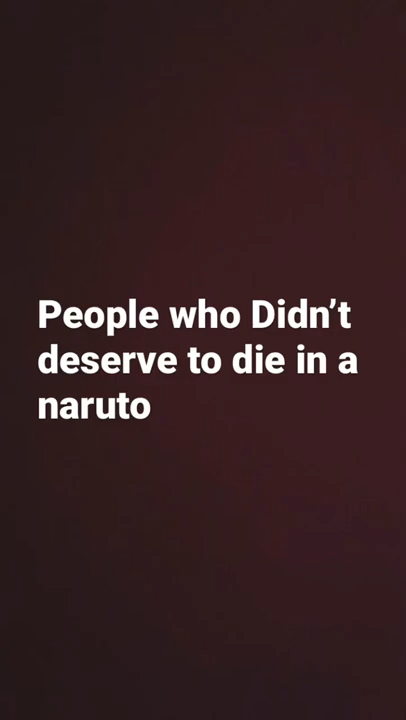 People who Didn’t
deserve to die in a
naruto